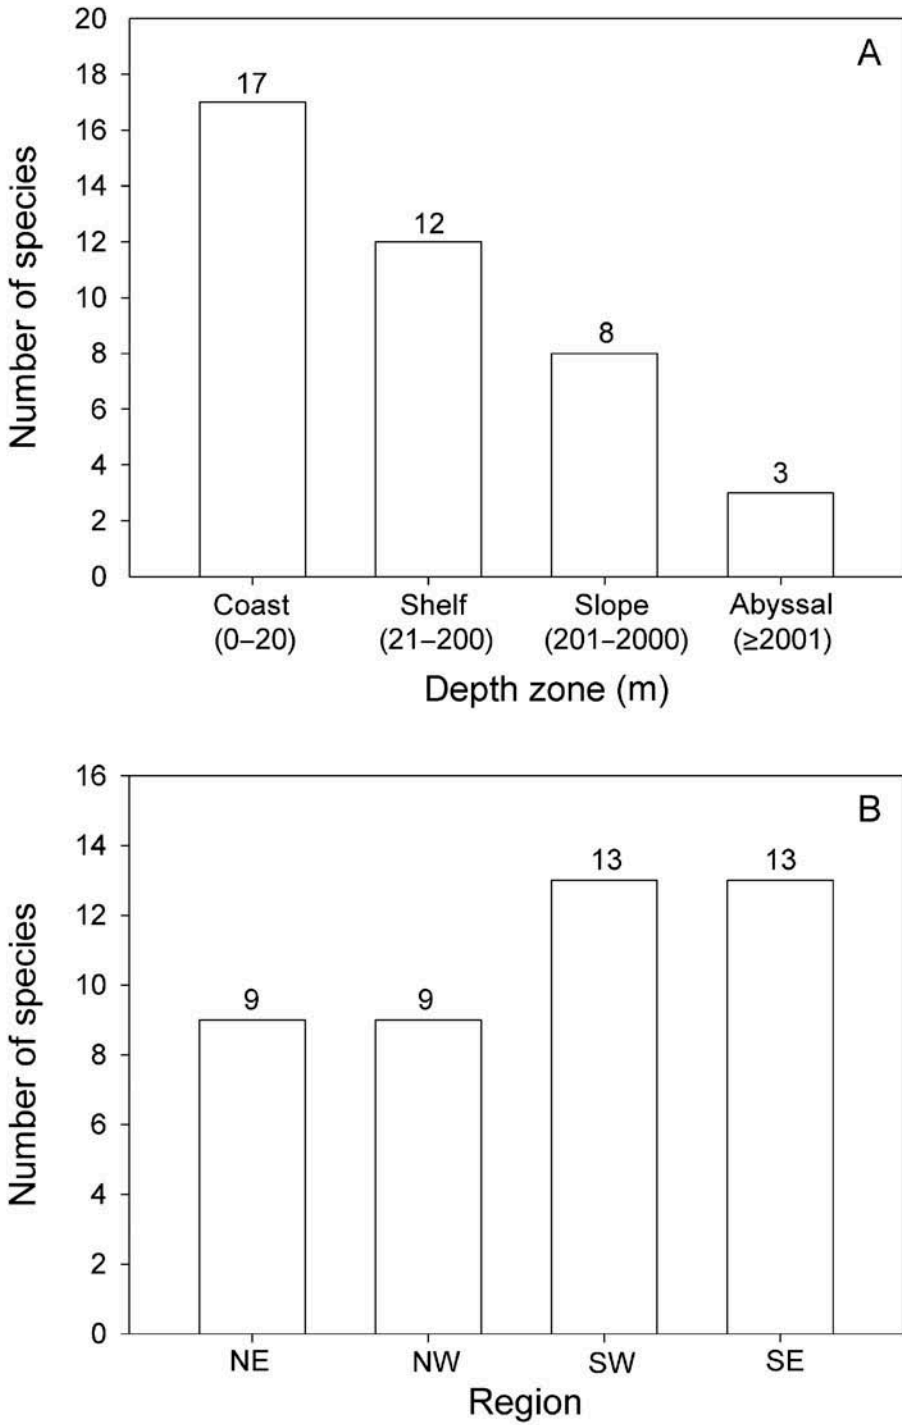 A
Number of species
20
18
16
14
12
10
8
6
4
2
0
17
12
8
3
Coast Shelf Slope Abyssal
(0–20) (21–200) (201–2000) (≥2001)
Depth zone (m)
B
Number of species
16
14
12
10
8
6
4
2
0
9 9 13 13
NE NW SW SE
Region